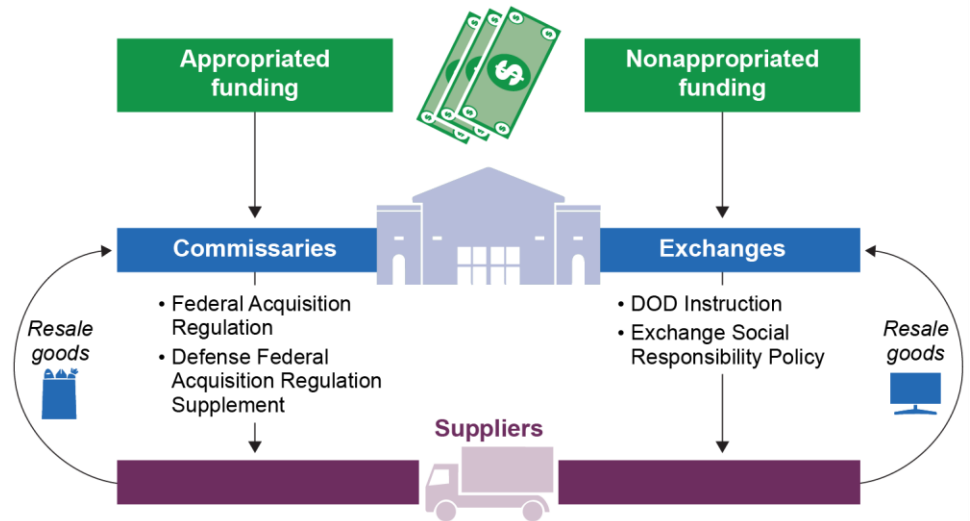 Appropriated
funding
Nonappropriated
funding
$
$
$
$
$
$
$
$
$
Commissaries
Exchanges
• Federal Acquisition
Regulation
• Defense Federal
Acquisition Regulation
Supplement
• DOD Instruction
• Exchange Social
Responsibility Policy
Resale
goods
Resale
goods
Suppliers